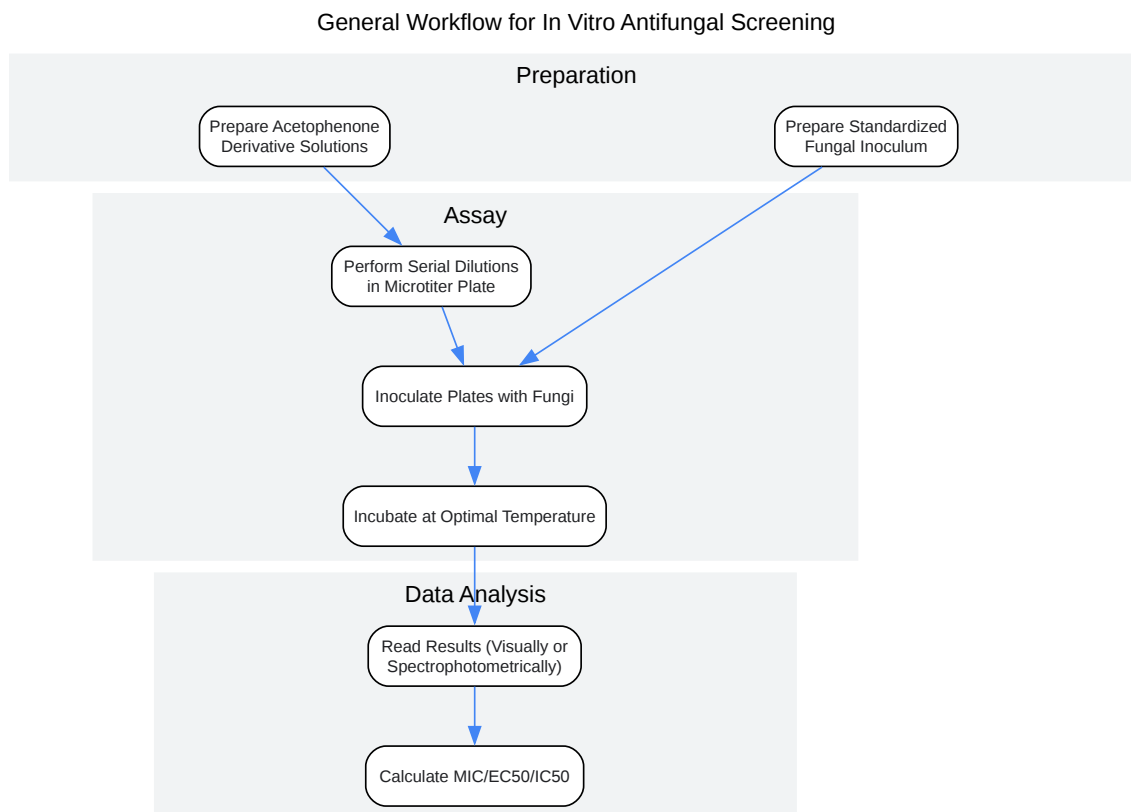 General Workflow for In Vitro Antifungal Screening
Preparation
Prepare Acetophenone
Derivative Solutions
Prepare Standardized
Fungal Inoculum
Assay
Perform Serial Dilutions
in Microtiter Plate
Inoculate Plates with Fungi
Incubate at Optimal Temperature
Data Analysis
Read Results (Visually or
Spectrophotometrically)
Calculate MIC/EC50/IC50